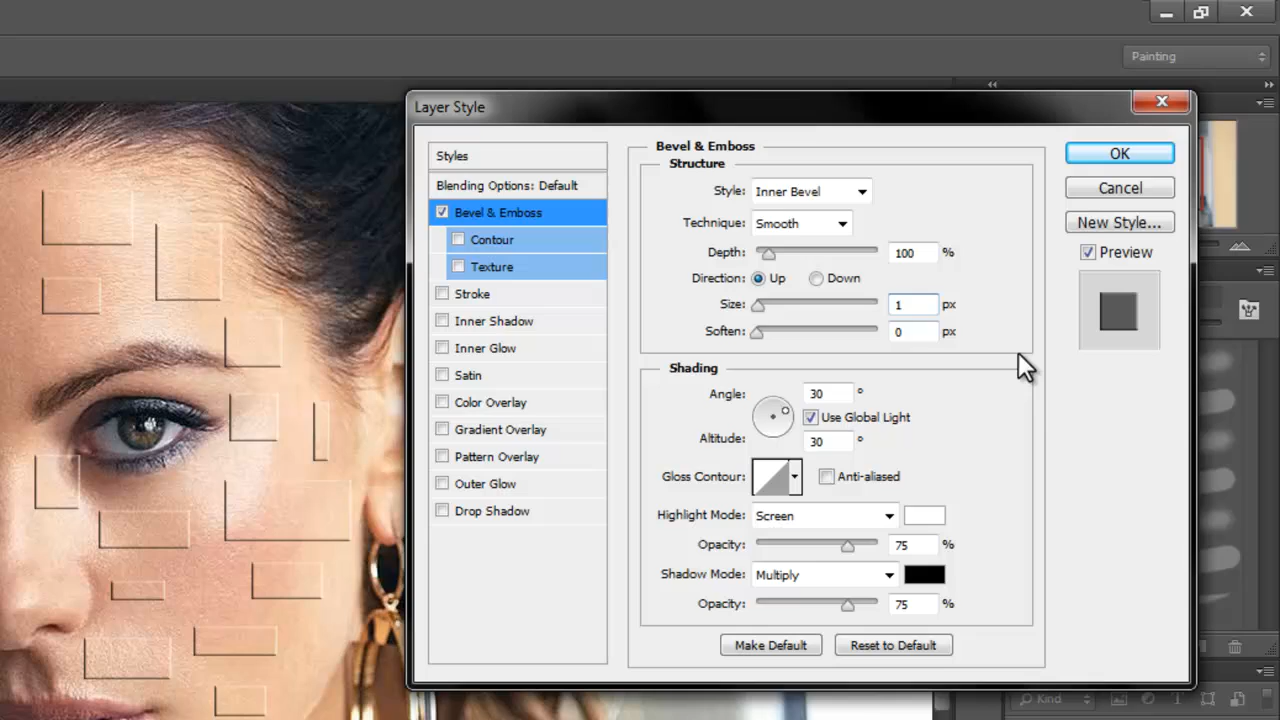 Painting
Layer Style
Styles
Blending Options: Default
Bevel & Emboss
Contour
Texture
Stroke
Inner Shadow
Inner Glow
Satin
Color Overlay
Gradient Overlay
Pattern Overlay
Outer Glow
Drop Shadow
Bevel & Emboss
Structure
Style: Inner Bevel
Technique: Smooth
Depth: 100 %
Direction: Up Down
Size: 1 px
Soften: 0 px
Shading
Angle: 30 °
Use Global Light
Altitude: 30 °
Gloss Contour: Anti-aliased
Highlight Mode: Screen
Opacity: 75 %
Shadow Mode: Multiply
Opacity: 75 %
Make Default Reset to Default
OK
Cancel
New Style...
Preview
Kind